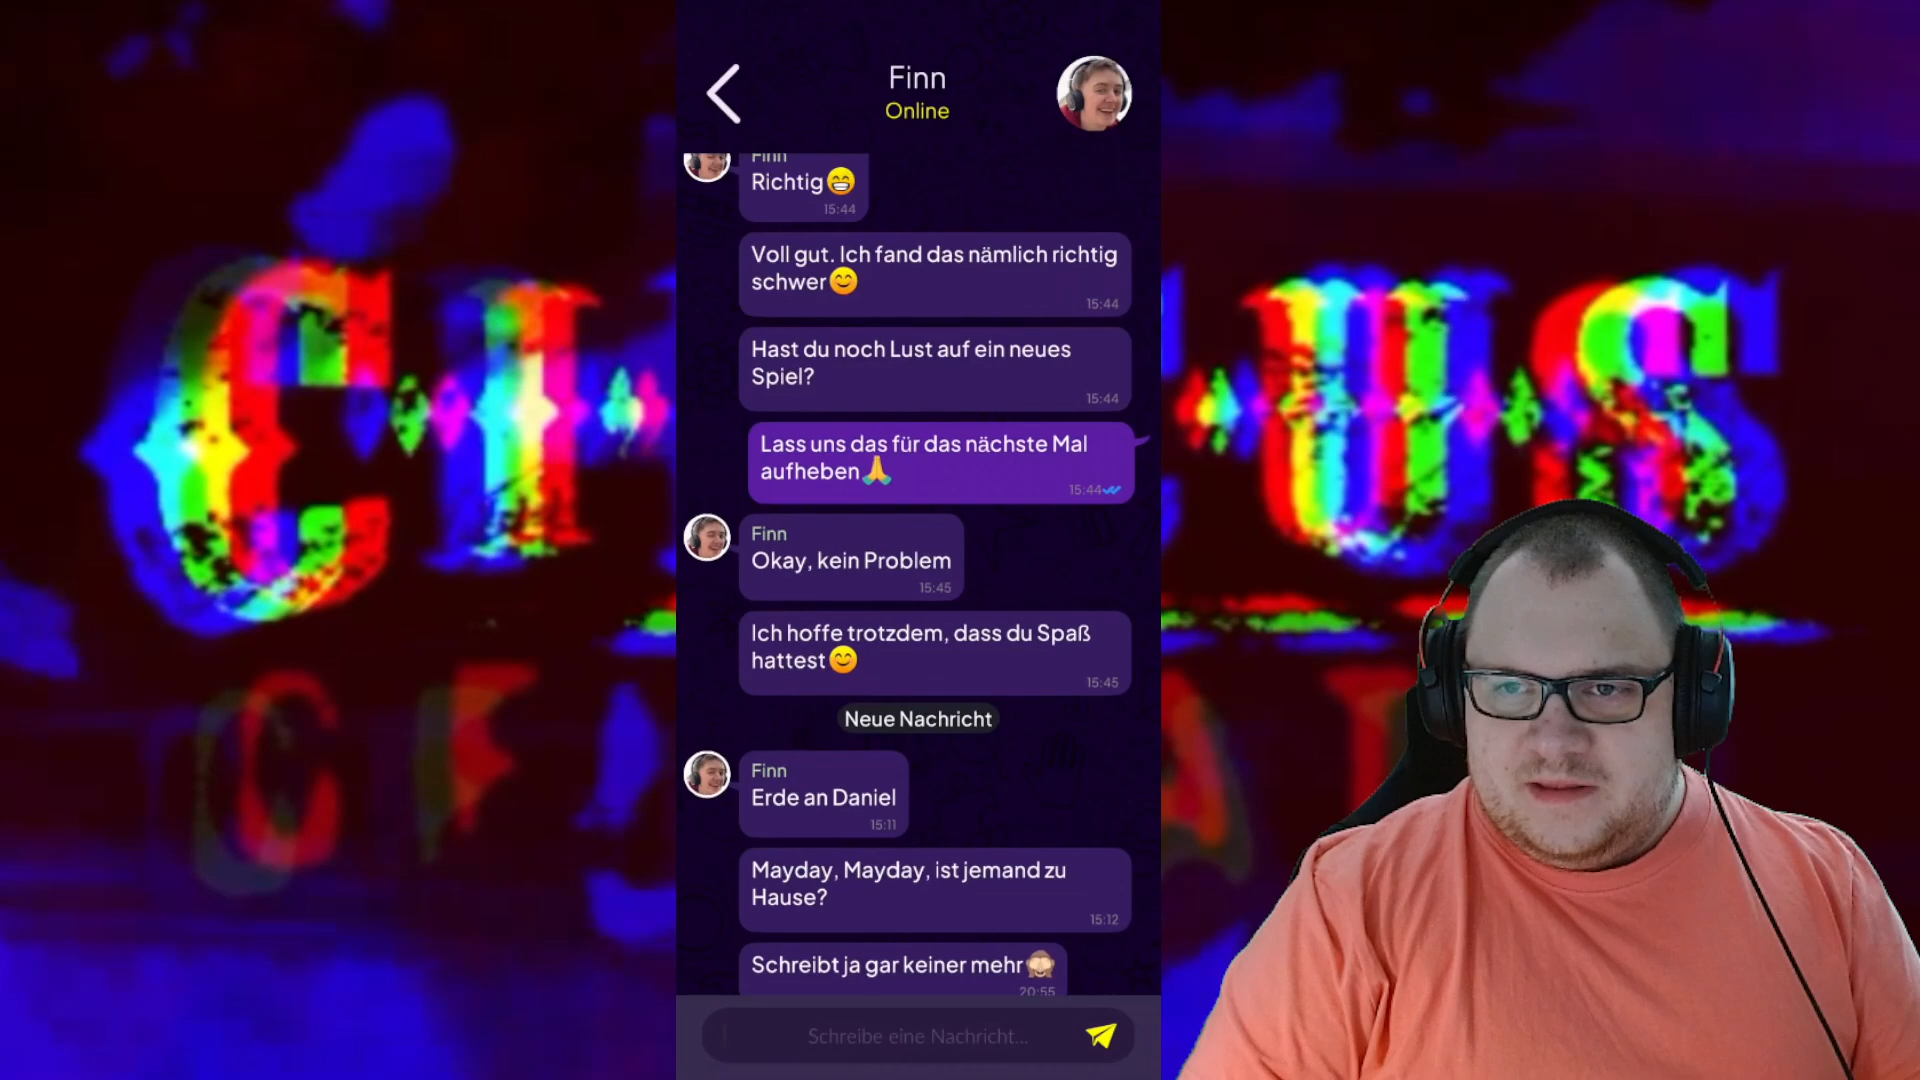 Finn
Online
Finn
Richtig😁
15:44
Voll gut. Ich fand das nämlich richtig
schwer😊
15:44
Hast du noch Lust auf ein neues
Spiel?
15:44
Lass uns das für das nächste Mal
aufheben🙏
15:44
Finn
Okay, kein Problem
15:45
Ich hoffe trotzdem, dass du Spaß
hattest😊
15:45
Neue Nachricht
Finn
Erde an Daniel
15:11
Mayday, Mayday, ist jemand zu
Hause?
15:12
Schreibt ja gar keiner mehr🙈
20:55
Schreibe eine Nachricht...